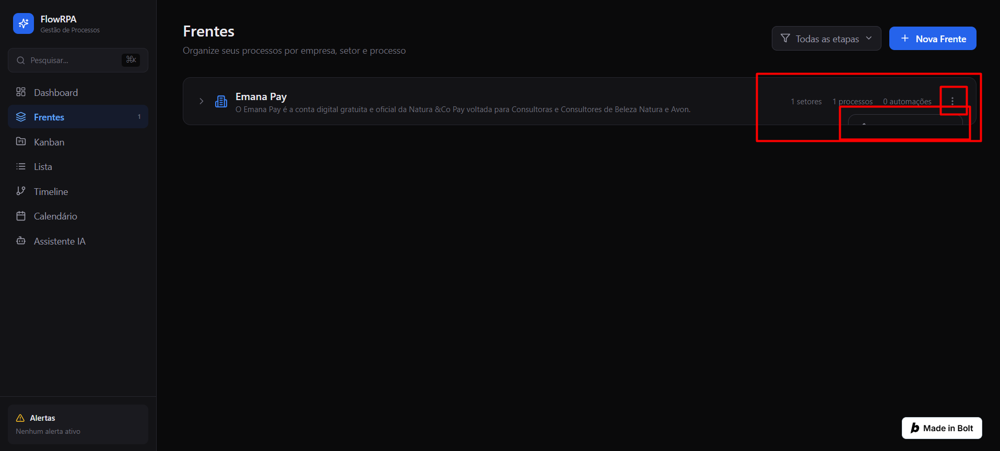 FlowRPA
Gestão de Processos
Pesquisar...
⌘K
Dashboard
Frentes 1
Kanban
Lista
Timeline
Calendário
Assistente IA
Alertas
Nenhum alerta ativo
Frentes
Organize seus processos por empresa, setor e processo
Todas as etapas
+ Nova Frente
Emana Pay
O Emana Pay é a conta digital gratuita e oficial da Natura &Co Pay voltada para Consultoras e Consultores de Beleza Natura e Avon.
1 setores 1 processos 0 automações
b Made in Bolt